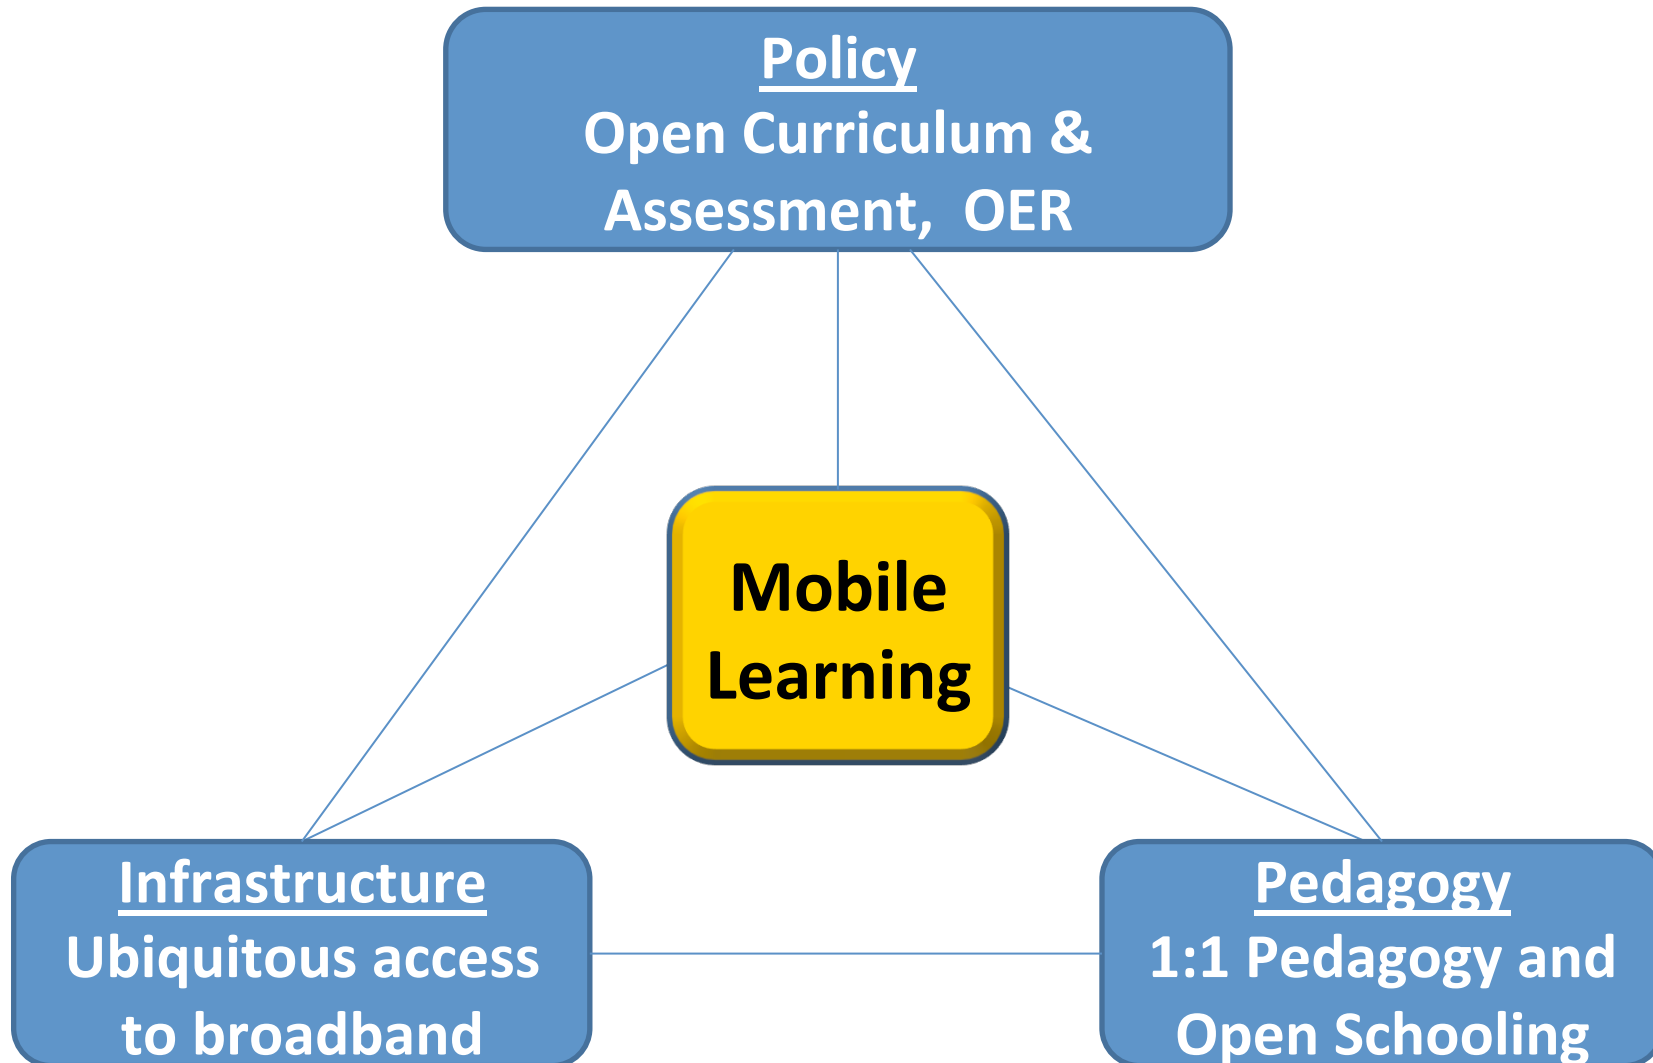 Policy
Open Curriculum &
Assessment,  OER
Mobile
Learning
Infrastructure
Ubiquitous access
to broadband
Pedagogy
1:1 Pedagogy and
Open Schooling